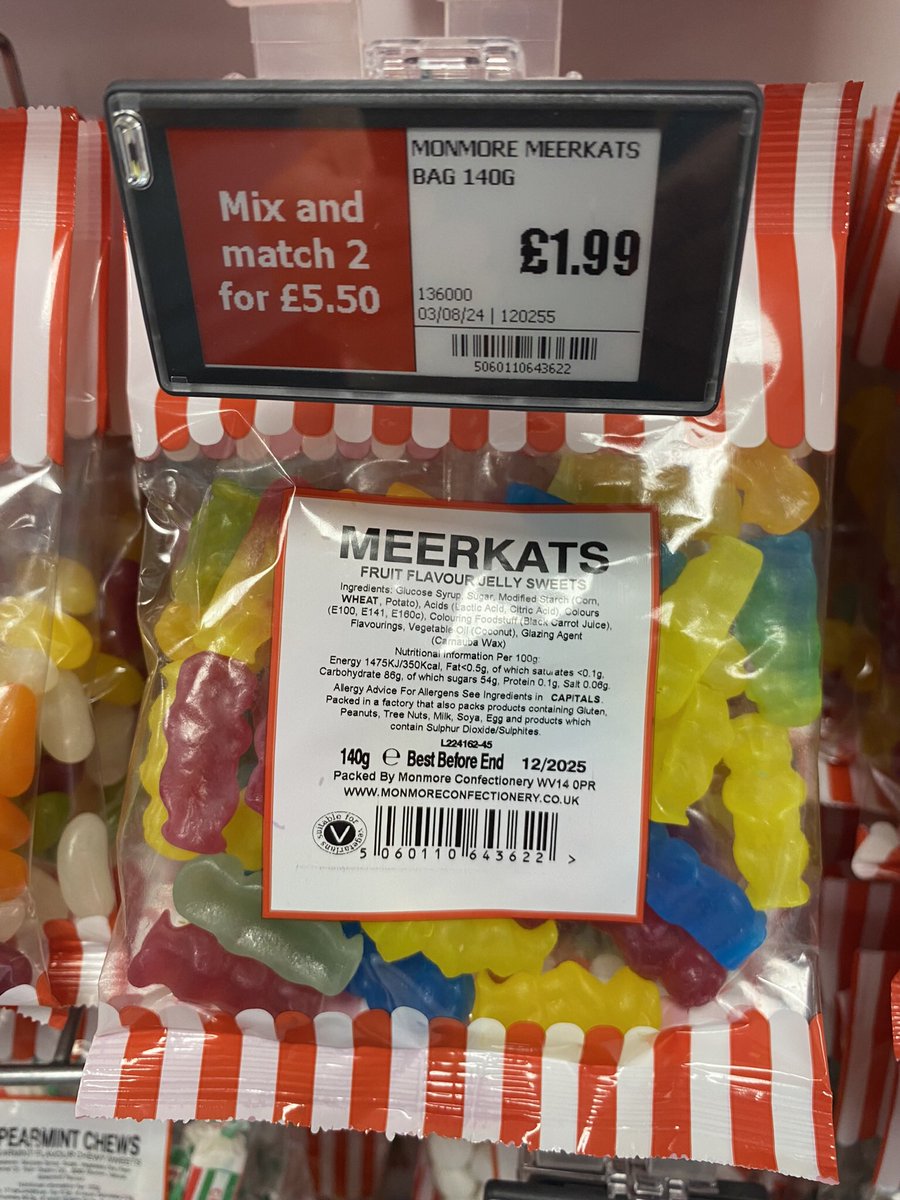 Mix and
match 2
for £5.50
MONMORE MEERKATS
BAG 140G
£1.99
136000
03/08/24 | 120255
5060110643622
MEERKATS
FRUIT FLAVOUR JELLY SWEETS
Ingredients: Glucose Syrup, Sugar, Modified Starch (Corn,
WHEAT, Potato), Acids (Lactic Acid, Citric Acid), Colours
(E100, E141, E160c), Colouring Foodstuff (Black Carrot Juice),
Flavourings, Vegetable Oil (Coconut), Glazing Agent
(Carnauba Wax)
Nutritional Information Per 100g:
Energy 1475KJ/350Kcal, Fat<0.5g, of which saturates <0.1g,
Carbohydrate 86g, of which sugars 54g, Protein 0.1g, Salt 0.06g.
Allergy Advice For Allergens See Ingredients in CAPITALS.
Packed in a factory that also packs products containing Gluten,
Peanuts, Tree Nuts, Milk, Soya, Egg and products which
contain Sulphur Dioxide/Sulphites.
L224162-45
140g e Best Before End 12/2025
Packed By Monmore Confectionery WV14 0PR
WWW.MONMORECONFECTIONERY.CO.UK
suitable for V vegetarians
5 060110 643622 >
PEARMINT CHEWS